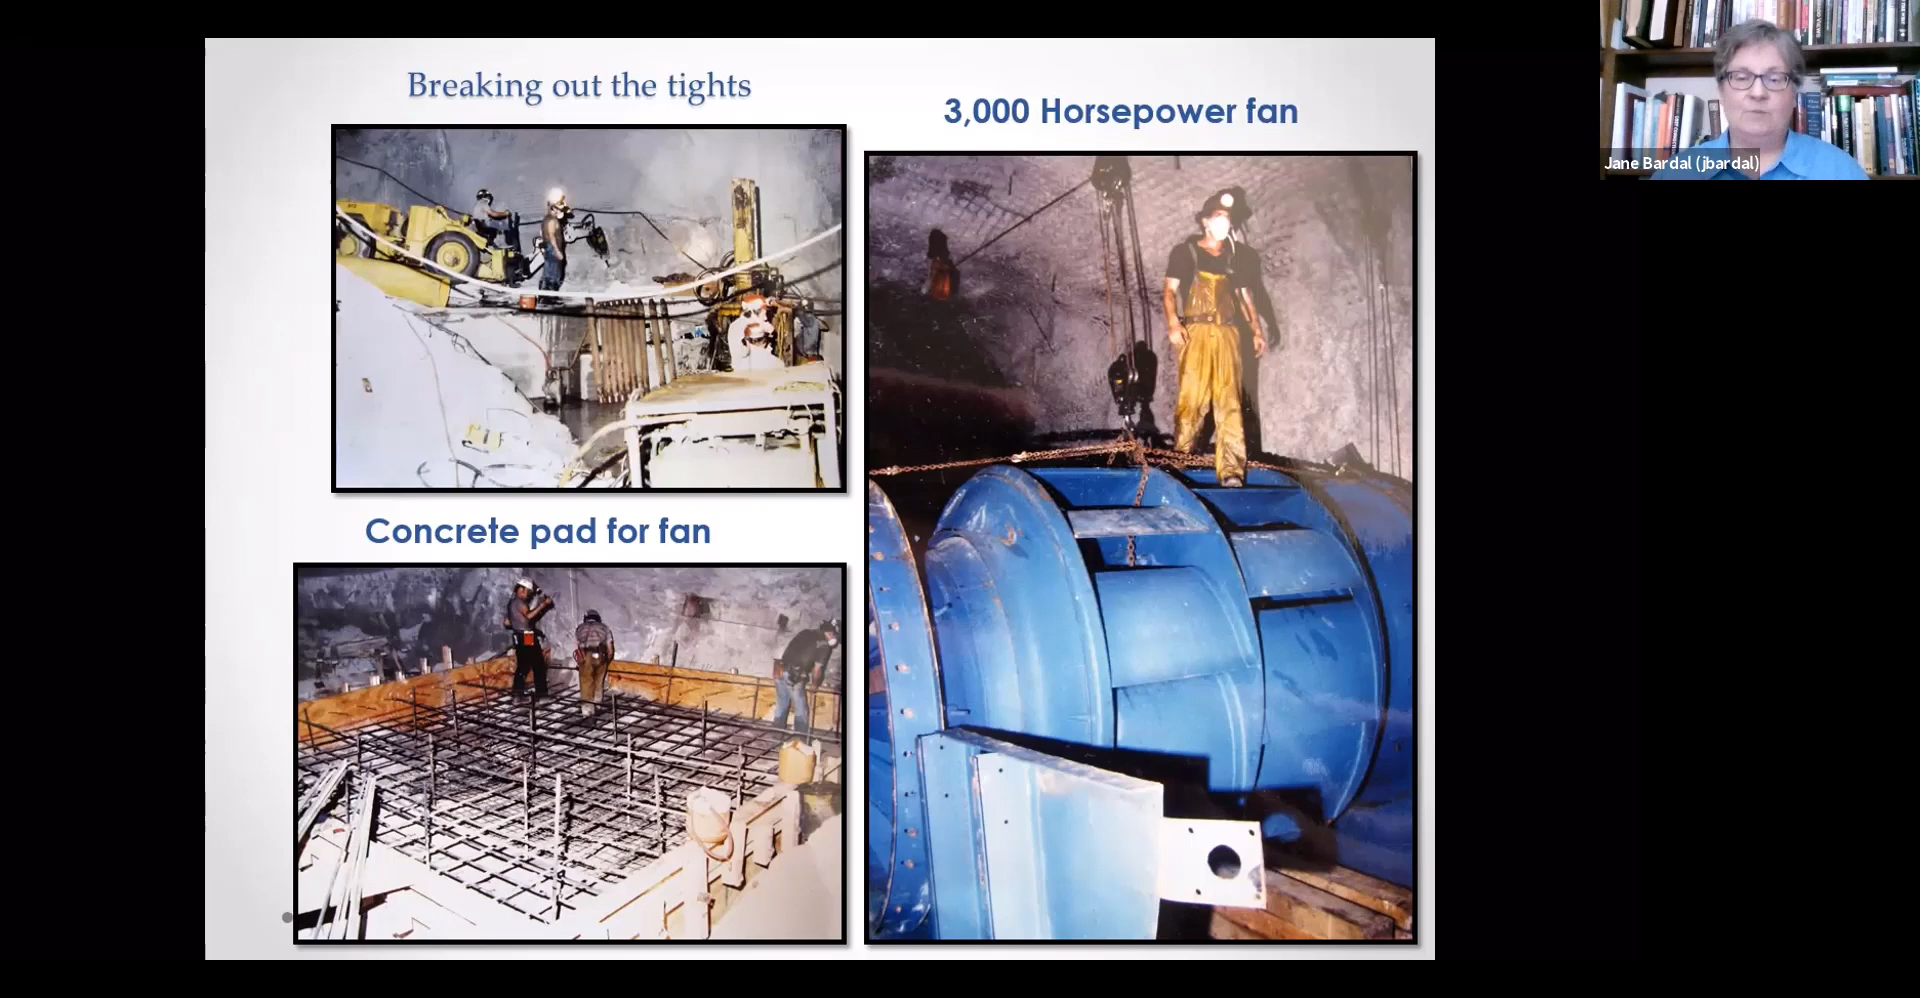 Breaking out the tights
3,000 Horsepower fan
Concrete pad for fan
Jane Bardal (jbardal)